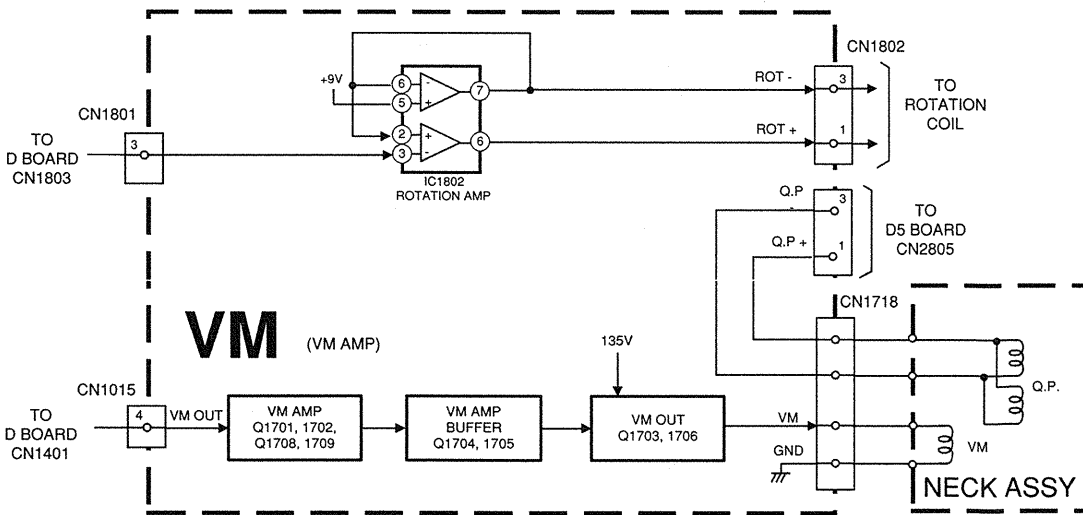 CN1801
TO
D BOARD
CN1803
3
+9V
6
-
5
+
7
2
+
3
-
6
IC1802
ROTATION AMP
ROT -
ROT +
CN1802
3
1
TO
ROTATION
COIL
Q.P
-
Q.P +
3
1
TO
D5 BOARD
CN2805
VM (VM AMP)
CN1015
TO
D BOARD
CN1401
4
VM OUT
VM AMP
Q1701, 1702,
Q1708, 1709
VM AMP
BUFFER
Q1704, 1705
135V
VM OUT
Q1703, 1706
VM
GND
CN1718
Q.P.
VM
NECK ASSY